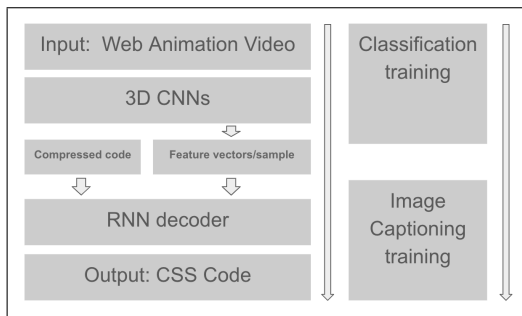 Input: Web Animation Video
3D CNNs
Compressed code
Feature vectors/sample
RNN decoder
Output: CSS Code
Classification
training
Image
Captioning
training